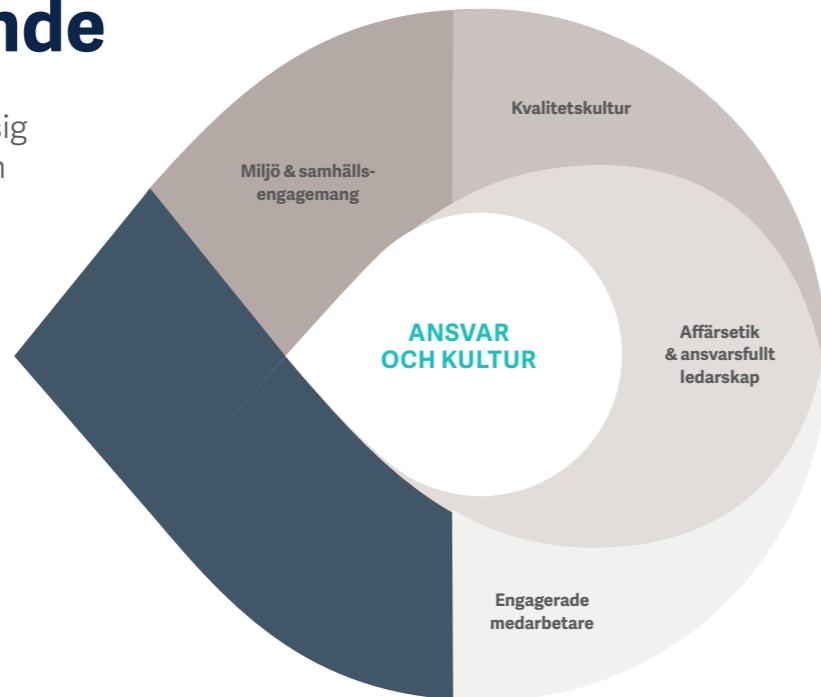 nde
sig
Kvalitetskultur
Miljö & samhälls-
engagemang
ANSVAR
OCH KULTUR
Affärsetik
& ansvarsfullt
ledarskap
Engagerade
medarbetare